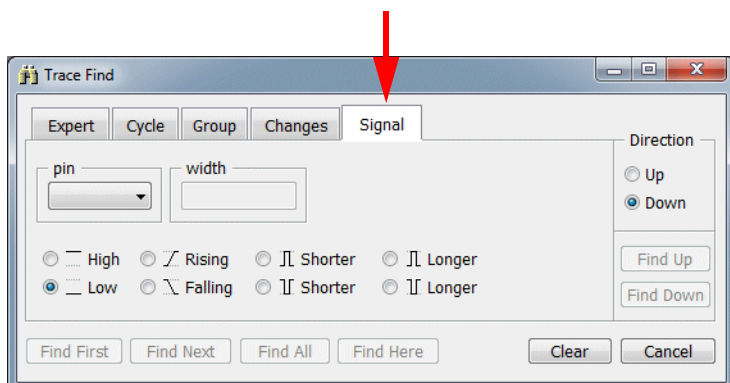 Trace Find
Expert Cycle Group Changes Signal
Direction
pin width
Up
Down
High Rising Shorter Longer
Find Up
Low Falling Shorter Longer
Find Down
Find First Find Next Find All Find Here Clear Cancel